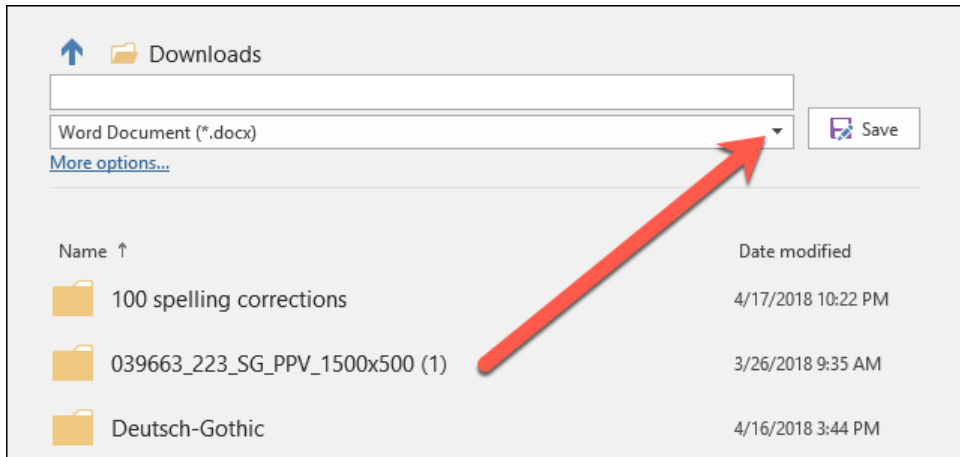 Downloads
Word Document (*.docx)
Save
More options...
Name ↑
Date modified
100 spelling corrections
4/17/2018 10:22 PM
039663_223_SG_PPV_1500x500 (1)
3/26/2018 9:35 AM
Deutsch-Gothic
4/16/2018 3:44 PM